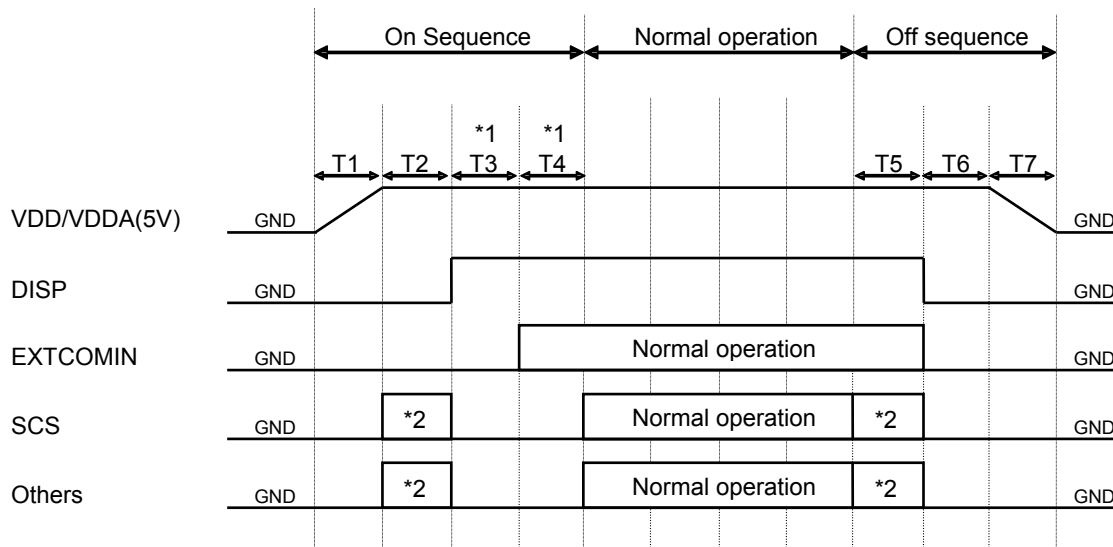 On Sequence Normal operation Off sequence
*1 *1
T1 T2 T3 T4 T5 T6 T7
VDD/VDDA(5V) GND GND
DISP GND GND
EXTCOMIN GND Normal operation GND
SCS GND *2 Normal operation *2 GND
Others GND *2 Normal operation *2 GND